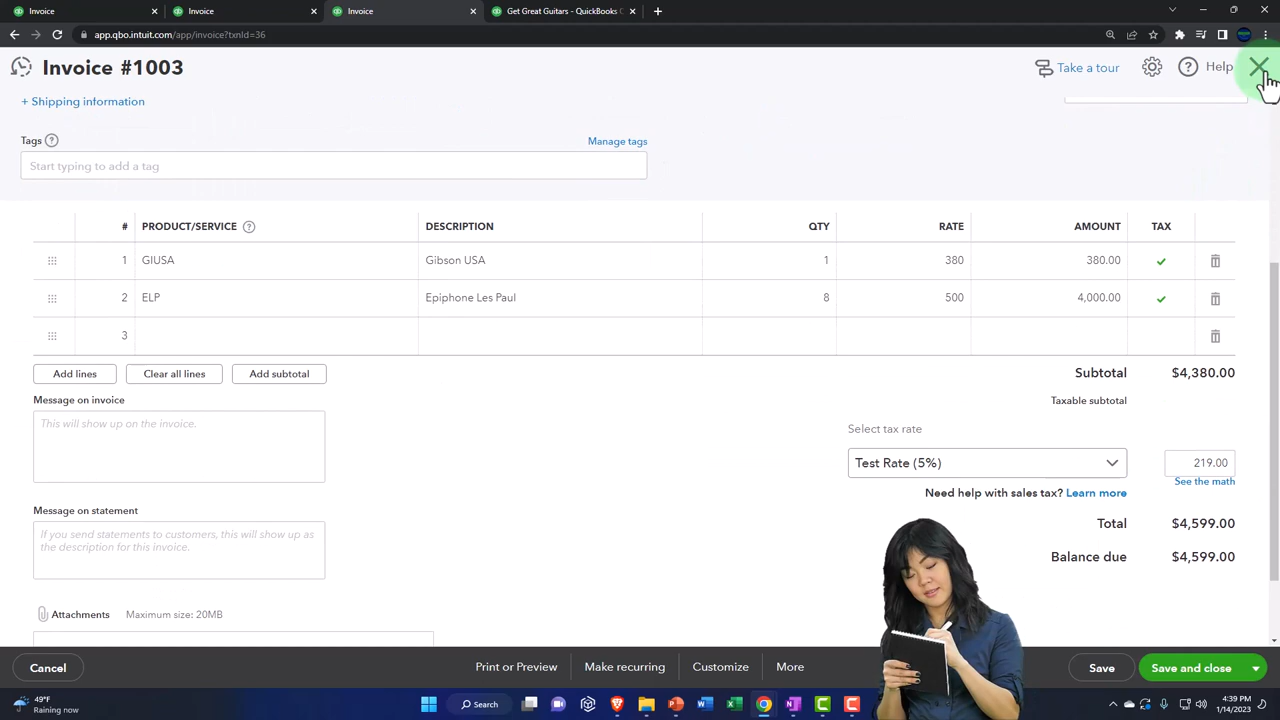 Invoice
Invoice
Invoice
Get Great Guitars - QuickBooks C
app.qbo.intuit.com/app/invoice?txnId=36
Invoice #1003
Take a tour
Help
+ Shipping information
Tags
Manage tags
Start typing to add a tag
# PRODUCT/SERVICE DESCRIPTION QTY RATE AMOUNT TAX
1 GIUSA Gibson USA 1 380 380.00
2 ELP Epiphone Les Paul 8 500 4,000.00
3
Add lines Clear all lines Add subtotal
Subtotal $4,380.00
Message on invoice
Taxable subtotal
This will show up on the invoice.
Select tax rate
Test Rate (5%) 219.00
See the math
Need help with sales tax? Learn more
Message on statement
Total $4,599.00
If you send statements to customers, this will show up as
the description for this invoice.
Balance due $4,599.00
Attachments Maximum size: 20MB
Cancel Print or Preview Make recurring Customize More Save Save and close
49°F
Raining now
Search
4:39 PM
1/14/2023